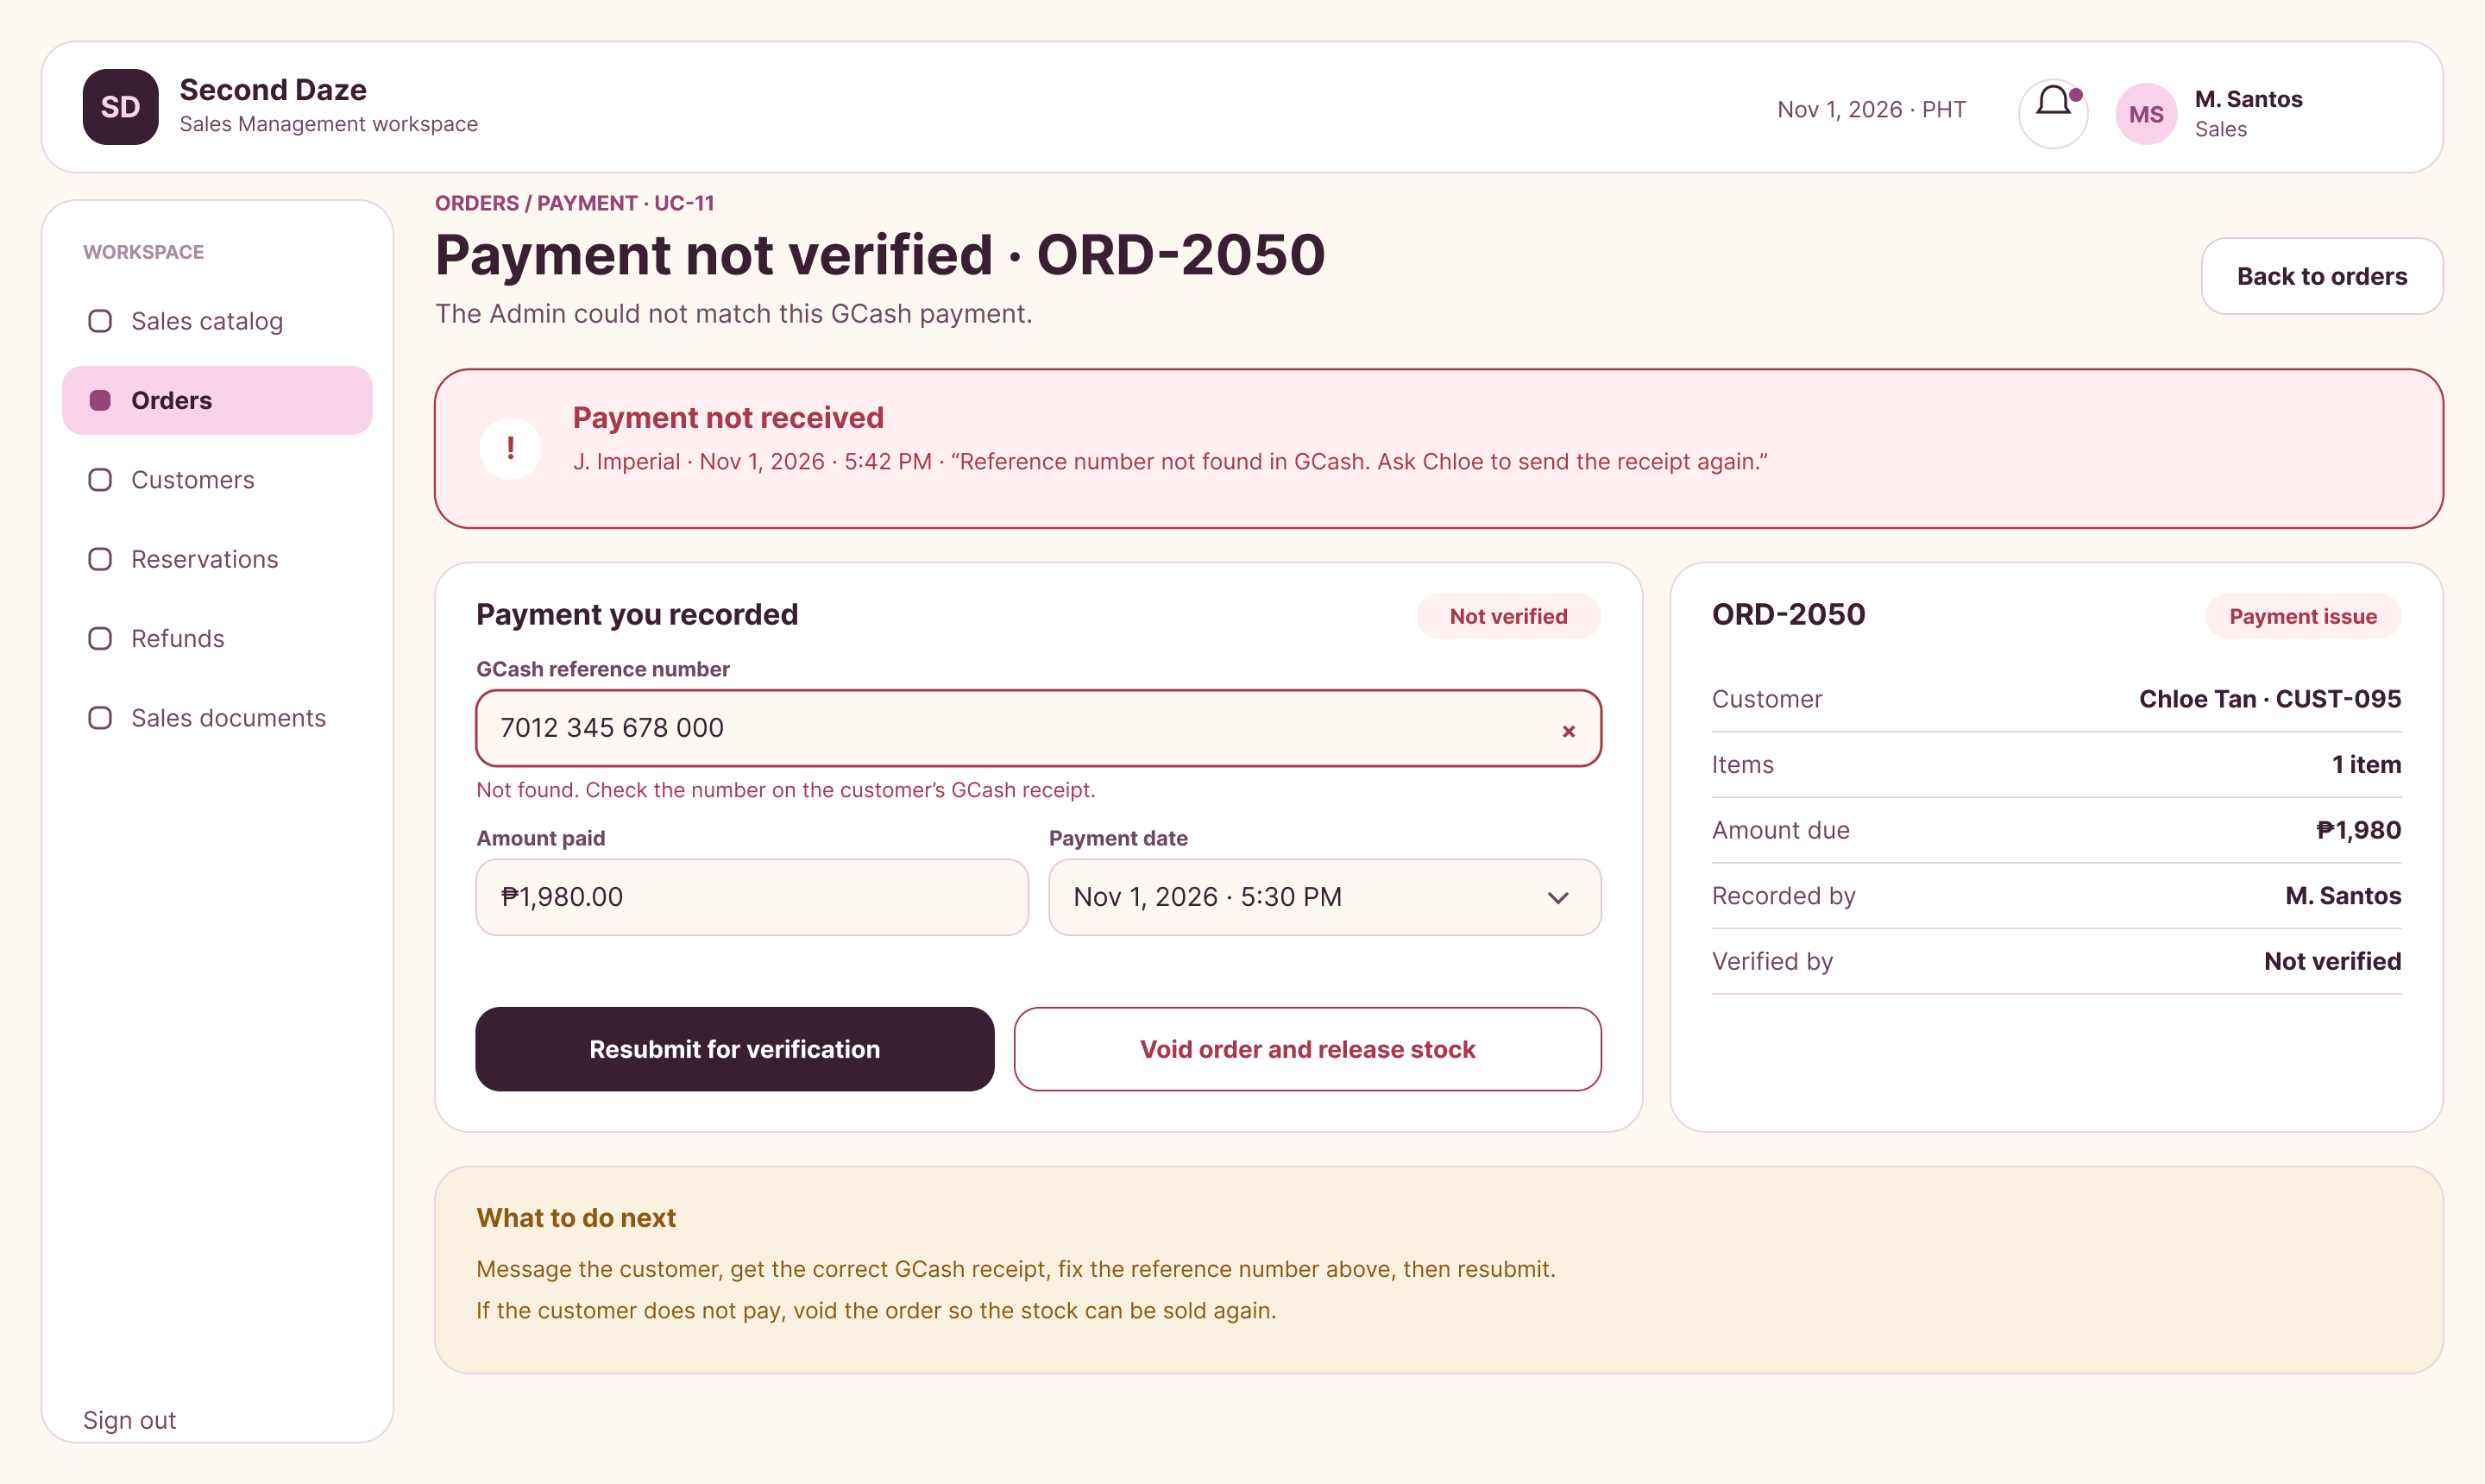 SD
Second Daze
Sales Management workspace
Nov 1, 2026 · PHT
MS
M. Santos
Sales
WORKSPACE
Sales catalog
Orders
Customers
Reservations
Refunds
Sales documents
Sign out
ORDERS / PAYMENT · UC-11
Payment not verified · ORD-2050
The Admin could not match this GCash payment.
Back to orders
!
Payment not received
J. Imperial · Nov 1, 2026 · 5:42 PM · “Reference number not found in GCash. Ask Chloe to send the receipt again.”
Payment you recorded
Not verified
GCash reference number
7012 345 678 000
×
Not found. Check the number on the customer’s GCash receipt.
Amount paid
Payment date
₱1,980.00
Nov 1, 2026 · 5:30 PM
Resubmit for verification
Void order and release stock
ORD-2050
Payment issue
Customer
Chloe Tan · CUST-095
Items
1 item
Amount due
₱1,980
Recorded by
M. Santos
Verified by
Not verified
What to do next
Message the customer, get the correct GCash receipt, fix the reference number above, then resubmit.
If the customer does not pay, void the order so the stock can be sold again.